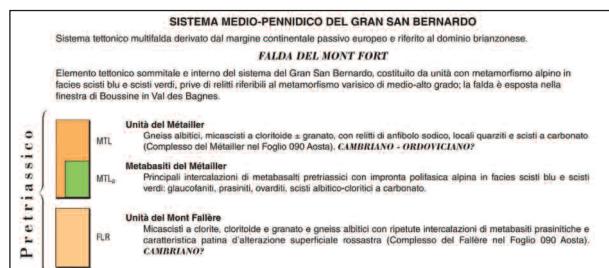 SISTEMA MEDIO-PENNIDICO DEL GRAN SAN BERNARDO
Sistema tettonico multifalda derivato dal margine continentale passivo europeo e riferito al dominio brianzonese.
FALDA DEL MONT FORT
Elemento tettonico sommitale e interno del sistema del Gran San Bernardo, costituito da unità con metamorfismo alpino in
facies scisti blu e scisti verdi, prive di relitti riferibili al metamorfismo varisico di medio-alto grado; la falda è esposta nella
finestra di Boussine in Val des Bagnes.
Pretriassico
Unità del Métailler
MTL
Gneiss albitici, micascisti a cloritoide ± granato, con relitti di anfibolo sodico, locali quarziti e scisti a carbonato
(Complesso del Métailler nel Foglio 090 Aosta). CAMBRIANO - ORDOVICIANO?
Metabasiti del Métailler
MTLa
Principali intercalazioni di metabasalti pretriassici con impronta polifasica alpina in facies scisti blu e scisti
verdi: glaucofaniti, prasiniti, ovarditi, scisti albitico-cloritici a carbonato.
Unità del Mont Fallère
FLR
Micascisti a clorite, cloritoide e granato e gneiss albitici con ripetute intercalazioni di metabasiti prasinitiche e
caratteristica patina d'alterazione superficiale rossastra (Complesso del Fallère nel Foglio 090 Aosta).
CAMBRIANO?